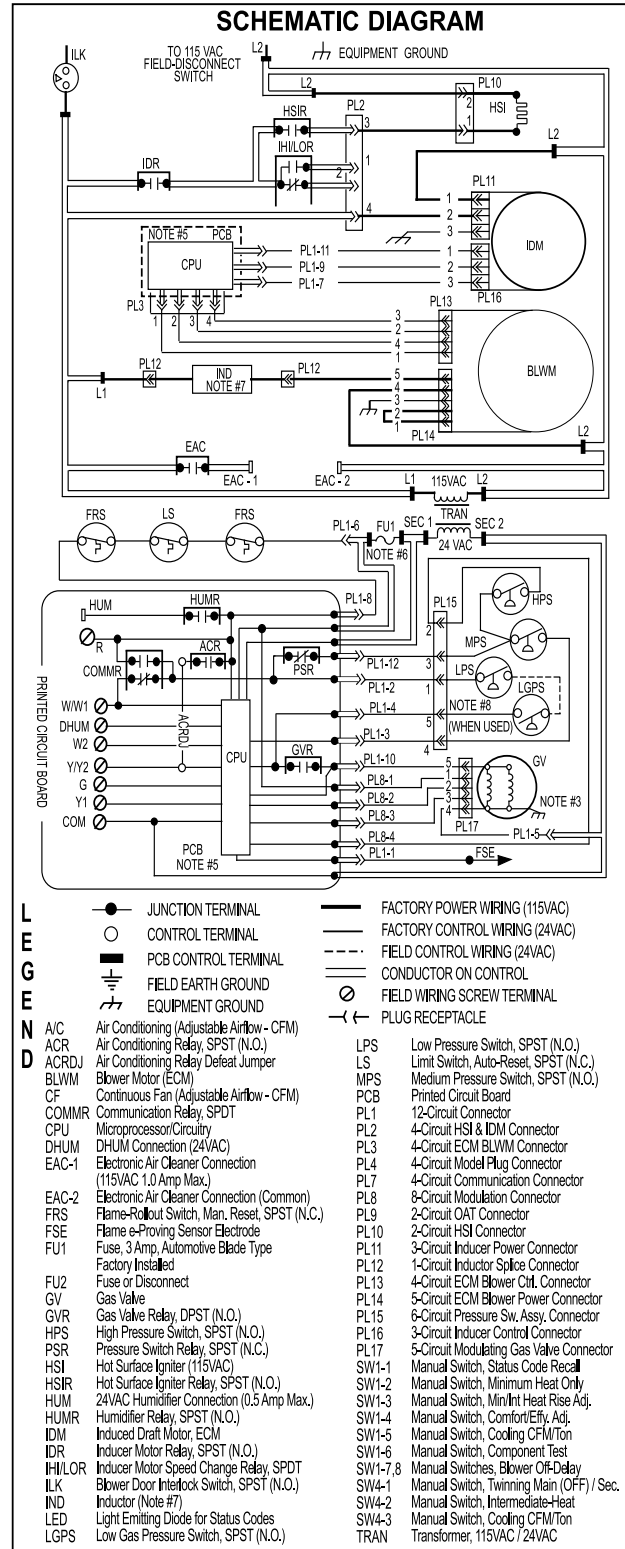 SCHEMATIC DIAGRAM
ILK
TO 115 VAC
FIELD-DISCONNECT
SWITCH
L2
EQUIPMENT GROUND
L2
PL10
2
1
HSI
HSIR
PL2
3
IHI/LOR
1
2
4
IDR
L2
PL11
1 1
2 2
3 3
IDM
NOTE #5 PCB
CPU
PL1-11 1 1
PL1-9 2 2
PL1-7 3 3
PL16
PL3
1 2 3 4
PL13
3
2
4
1
BLWM
PL12
IND
NOTE #7
PL12
L1
5
4
3
2
1
PL14
L2
EAC
EAC - 1
EAC - 2
L1 115VAC L2
TRAN
FRS
LS
FRS
PL1-6
FU1
NOTE #6
SEC 1
24 VAC
SEC 2
PRINTED CIRCUIT BOARD
HUM
HUMR
PL1-8
R
COMMR
ACR
PSR
ACRDJ
PL15
2
HPS
MPS
PL1-12
3
PL1-2
1
LPS
NOTE #8
LGPS
PL1-4
5
(WHEN USED)
PL1-3
4
W/W1
DHUM
W2
Y/Y2
G
Y1
COM
CPU
GVR
PL1-10
5
GV
PL8-1
1
PL8-2
2
PL8-3
3
4
NOTE #3
PL17
PL1-5
PL8-4
PL1-1
FSE
PCB
NOTE #5
LEGEND
JUNCTION TERMINAL
CONTROL TERMINAL
PCB CONTROL TERMINAL
FIELD EARTH GROUND
EQUIPMENT GROUND
FACTORY POWER WIRING (115VAC)
FACTORY CONTROL WIRING (24VAC)
FIELD CONTROL WIRING (24VAC)
CONDUCTOR ON CONTROL
FIELD WIRING SCREW TERMINAL
PLUG RECEPTACLE
A/C Air Conditioning (Adjustable Airflow - CFM)
ACR Air Conditioning Relay, SPST (N.O.)
ACRDJ Air Conditioning Relay Defeat Jumper
BLWM Blower Motor (ECM)
CF Continuous Fan (Adjustable Airflow - CFM)
COMMR Communication Relay, SPDT
CPU Microprocessor/Circuitry
DHUM DHUM Connection (24VAC)
EAC-1 Electronic Air Cleaner Connection
(115VAC 1.0 Amp Max.)
EAC-2 Electronic Air Cleaner Connection (Common)
FRS Flame-Rollout Switch, Man. Reset, SPST (N.C.)
FSE Flame e-Proving Sensor Electrode
FU1 Fuse, 3 Amp, Automotive Blade Type
Factory Installed
FU2 Fuse or Disconnect
GV Gas Valve
GVR Gas Valve Relay, DPST (N.O.)
HPS High Pressure Switch, SPST (N.O.)
PSR Pressure Switch Relay, SPST (N.C.)
HSI Hot Surface Igniter (115VAC)
HSIR Hot Surface Igniter Relay, SPST (N.O.)
HUM 24VAC Humidifier Connection (0.5 Amp Max.)
HUMR Humidifier Relay, SPST (N.O.)
IDM Induced Draft Motor, ECM
IDR Inducer Motor Relay, SPST (N.O.)
IHI/LOR Inducer Motor Speed Change Relay, SPDT
ILK Blower Door Interlock Switch, SPST (N.O.)
IND Inductor (Note #7)
LED Light Emitting Diode for Status Codes
LGPS Low Gas Pressure Switch, SPST (N.O.)
LPS Low Pressure Switch, SPST (N.O.)
LS Limit Switch, Auto-Reset, SPST (N.C.)
MPS Medium Pressure Switch, SPST (N.O.)
PCB Printed Circuit Board
PL1 12-Circuit Connector
PL2 4-Circuit HSI & IDM Connector
PL3 4-Circuit ECM BLWM Connector
PL4 4-Circuit Model Plug Connector
PL7 4-Circuit Communication Connector
PL8 8-Circuit Modulation Connector
PL9 2-Circuit OAT Connector
PL10 2-Circuit HSI Connector
PL11 3-Circuit Inducer Power Connector
PL12 1-Circuit Inductor Splice Connector
PL13 4-Circuit ECM Blower Ctrl. Connector
PL14 5-Circuit ECM Blower Power Connector
PL15 6-Circuit Pressure Sw. Assy. Connector
PL16 3-Circuit Inducer Control Connector
PL17 5-Circuit Modulating Gas Valve Connector
SW1-1 Manual Switch, Status Code Recall
SW1-2 Manual Switch, Minimum Heat Only
SW1-3 Manual Switch, Min/Int Heat Rise Adj.
SW1-4 Manual Switch, Comfort/Effy. Adj.
SW1-5 Manual Switch, Cooling CFM/Ton
SW1-6 Manual Switch, Component Test
SW1-7,8 Manual Switches, Blower Off-Delay
SW4-1 Manual Switch, Twinning Main (OFF) / Sec.
SW4-2 Manual Switch, Intermediate-Heat
SW4-3 Manual Switch, Cooling CFM/Ton
TRAN Transformer, 115VAC / 24VAC